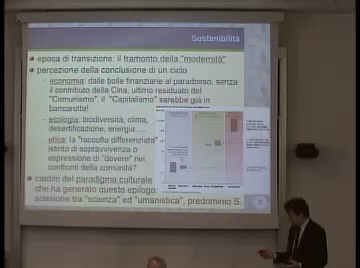 Sostenibilità
epoca di transizione: il tramonto della "modernità"
percezione della conclusione di un ciclo
– economia: dalle bolle finanziarie al paradosso, senza
il contributo della Cina, ultimo residuato del
"Comunismo", il "Capitalismo" sarebbe già in
bancarotta!
– ecologia: biodiversità, clima,
desertificazione, energia, ...
– etica: la "raccolta differenziata"
istinto di sopravvivenza o
espressione di "dovere" nei
confronti della comunità?
cardini del paradigma culturale
che ha generato questo epilogo:
scissione tra "scienza" ed "umanistica", predominio S.